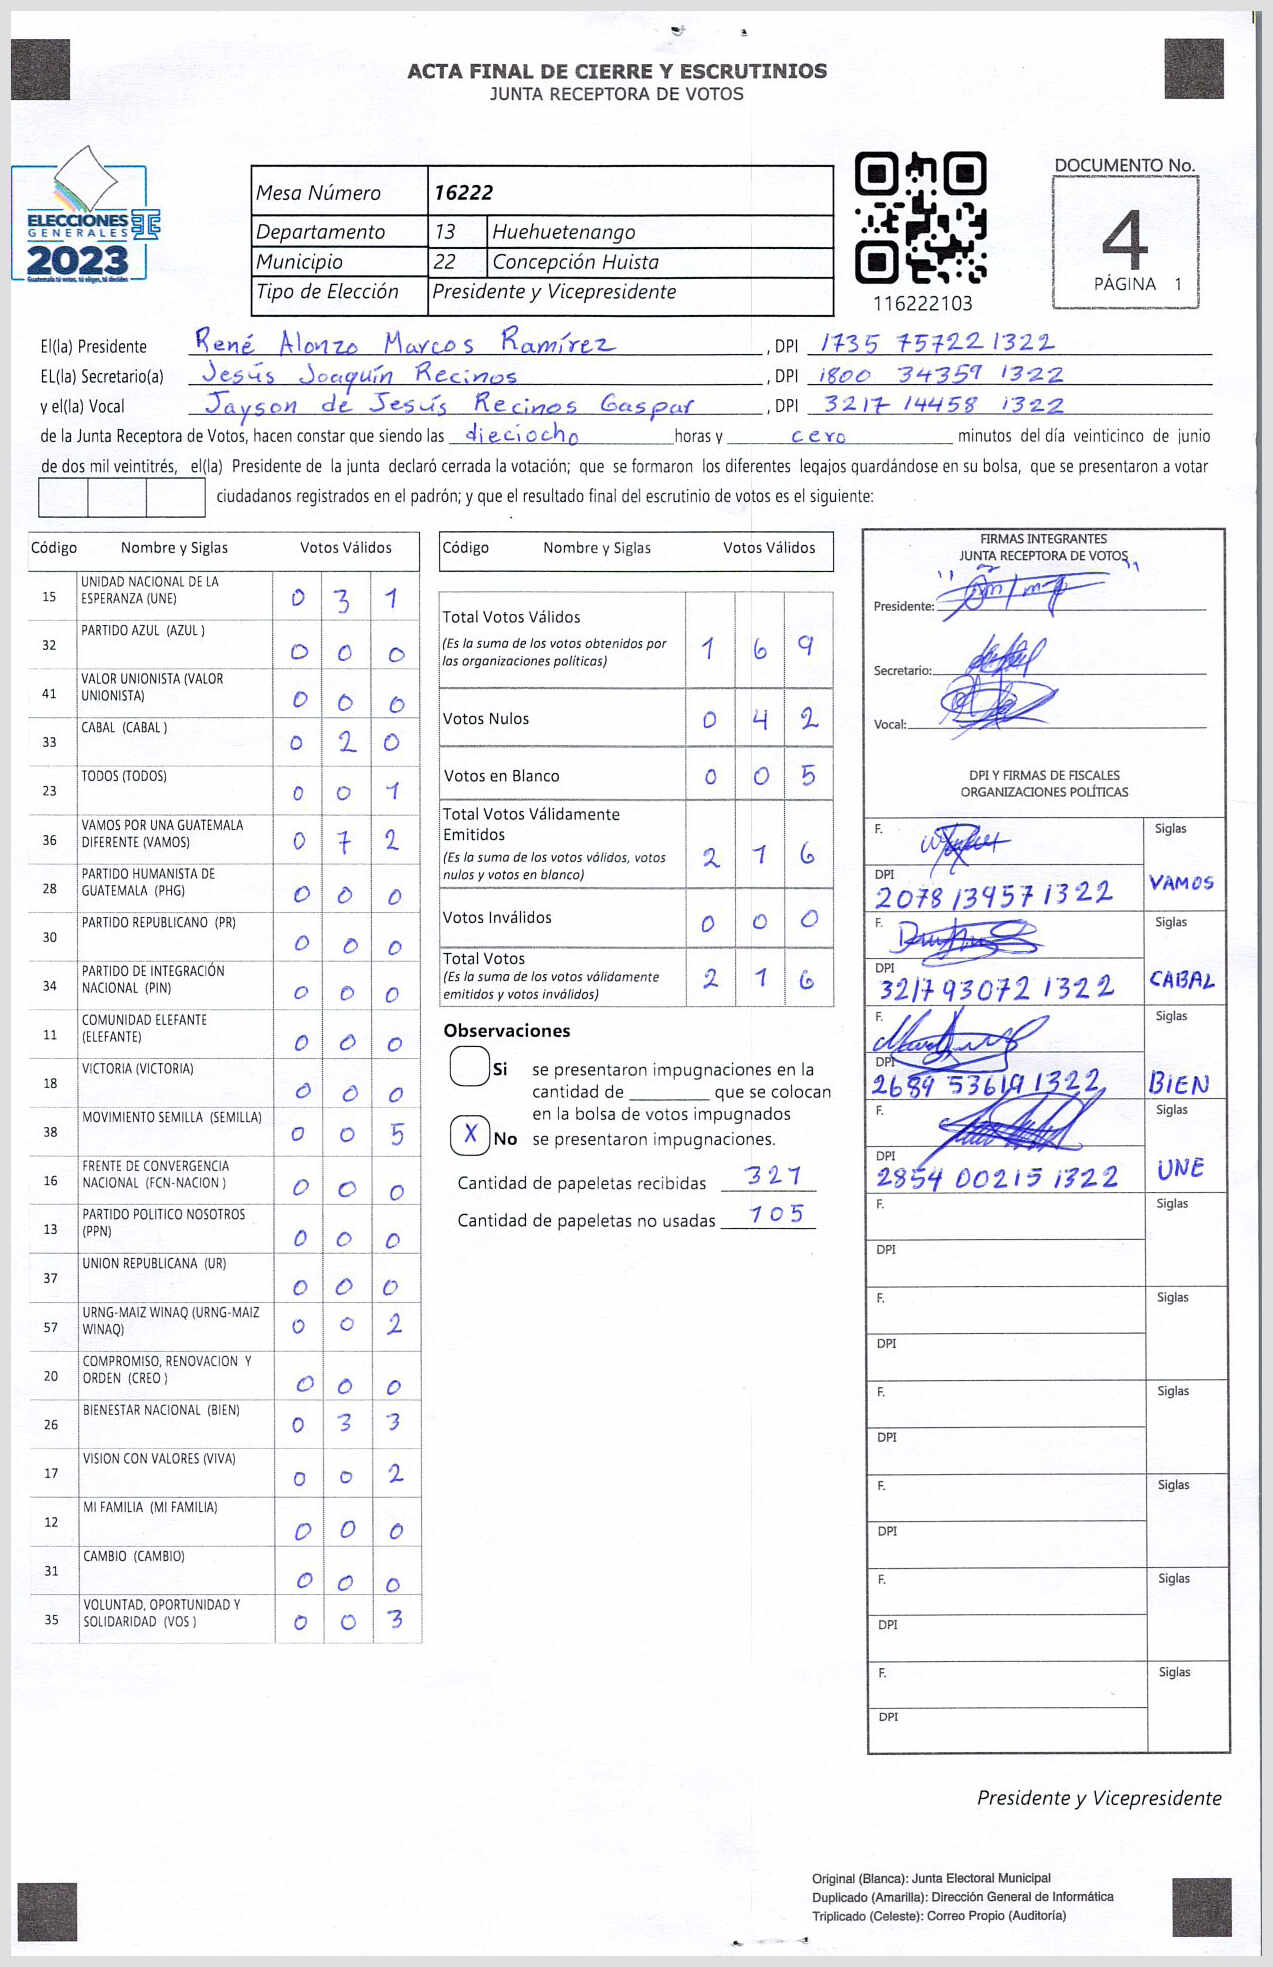 ACTA FINAL DE CIERRE Y ESCRUTINIOS
JUNTA RECEPTORA DE VOTOS
ELECCIONES
GENERALES
2023
Guatemala tú votas, tú eliges, tú decides
Mesa Número 16222
Departamento 13 Huehuetenango
Municipio 22 Concepción Huista
Tipo de Elección Presidente y Vicepresidente
116222103
DOCUMENTO No.
4
PÁGINA 1
El(la) Presidente René Alonzo Marcos Ramírez , DPI 1735 75722 1322
EL(la) Secretario(a) Jesús Joaquín Recinos , DPI 1800 34359 1322
y el(la) Vocal Jayson de Jesús Recinos Gaspar , DPI 3217 14458 1322
de la Junta Receptora de Votos, hacen constar que siendo las dieciocho horas y cero minutos del día veinticinco de junio
de dos mil veintitrés, el(la) Presidente de la junta declaró cerrada la votación; que se formaron los diferentes legajos guardándose en su bolsa, que se presentaron a votar
ciudadanos registrados en el padrón; y que el resultado final del escrutinio de votos es el siguiente:
Código Nombre y Siglas Votos Válidos
15 UNIDAD NACIONAL DE LA
ESPERANZA (UNE) 0 3 1
32 PARTIDO AZUL (AZUL ) 0 0 0
41 VALOR UNIONISTA (VALOR
UNIONISTA) 0 0 0
33 CABAL (CABAL ) 0 2 0
23 TODOS (TODOS) 0 0 1
36 VAMOS POR UNA GUATEMALA
DIFERENTE (VAMOS) 0 7 2
28 PARTIDO HUMANISTA DE
GUATEMALA (PHG) 0 0 0
30 PARTIDO REPUBLICANO (PR) 0 0 0
34 PARTIDO DE INTEGRACIÓN
NACIONAL (PIN) 0 0 0
11 COMUNIDAD ELEFANTE
(ELEFANTE) 0 0 0
18 VICTORIA (VICTORIA) 0 0 0
38 MOVIMIENTO SEMILLA (SEMILLA) 0 0 5
16 FRENTE DE CONVERGENCIA
NACIONAL (FCN-NACION ) 0 0 0
13 PARTIDO POLITICO NOSOTROS
(PPN) 0 0 0
37 UNION REPUBLICANA (UR) 0 0 0
57 URNG-MAIZ WINAQ (URNG-MAIZ
WINAQ) 0 0 2
20 COMPROMISO, RENOVACION Y
ORDEN (CREO ) 0 0 0
26 BIENESTAR NACIONAL (BIEN) 0 3 3
17 VISION CON VALORES (VIVA) 0 0 2
12 MI FAMILIA (MI FAMILIA) 0 0 0
31 CAMBIO (CAMBIO) 0 0 0
35 VOLUNTAD, OPORTUNIDAD Y
SOLIDARIDAD (VOS ) 0 0 3
Código Nombre y Siglas Votos Válidos
Total Votos Válidos
(Es la suma de los votos obtenidos por
las organizaciones políticas) 1 6 9
Votos Nulos 0 4 2
Votos en Blanco 0 0 5
Total Votos Válidamente
Emitidos
(Es la suma de los votos válidos, votos
nulos y votos en blanco) 2 1 6
Votos Inválidos 0 0 0
Total Votos
(Es la suma de los votos válidamente
emitidos y votos inválidos) 2 1 6
Observaciones
Si se presentaron impugnaciones en la
cantidad de ________ que se colocan
en la bolsa de votos impugnados
X No se presentaron impugnaciones.
Cantidad de papeletas recibidas 321
Cantidad de papeletas no usadas 105
FIRMAS INTEGRANTES
JUNTA RECEPTORA DE VOTOS
Presidente:
Secretario:
Vocal:
DPI Y FIRMAS DE FISCALES
ORGANIZACIONES POLÍTICAS
F. Siglas
DPI
2078 13957 1322 VAMOS
F. Siglas
DPI
3217 93072 1322 CABAL
F. Siglas
DPI
2689 53619 1322 BIEN
F. Siglas
DPI
2854 00215 1322 UNE
F. Siglas
DPI
F. Siglas
DPI
F. Siglas
DPI
F. Siglas
DPI
F. Siglas
DPI
F. Siglas
DPI
Presidente y Vicepresidente
Original (Blanca): Junta Electoral Municipal
Duplicado (Amarilla): Dirección General de Informática
Triplicado (Celeste): Correo Propio (Auditoría)